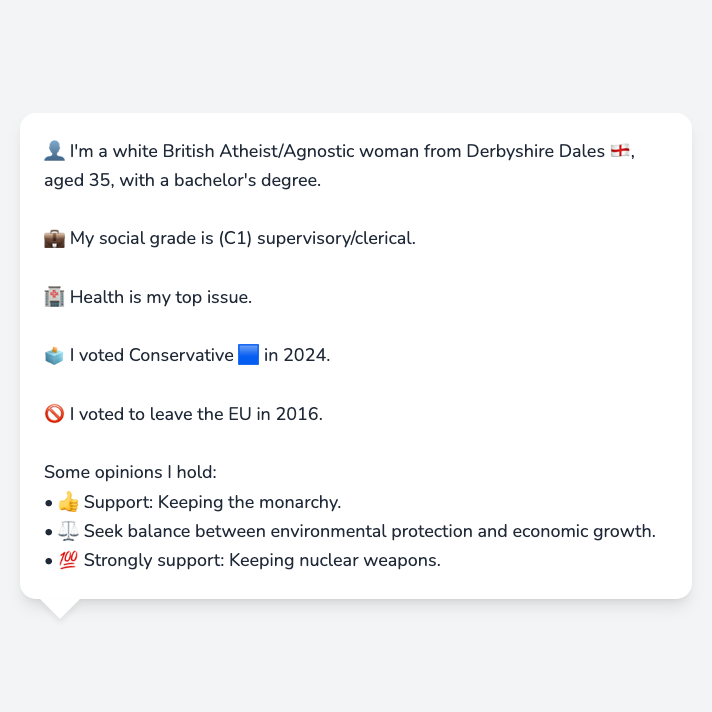 👤 I'm a white British Atheist/Agnostic woman from Derbyshire Dales 🏴󠁧󠁢󠁥󠁮󠁧󠁿,
aged 35, with a bachelor's degree.
💼 My social grade is (C1) supervisory/clerical.
🏥 Health is my top issue.
🗳️ I voted Conservative 🟦 in 2024.
🚫 I voted to leave the EU in 2016.
Some opinions I hold:
• 👍 Support: Keeping the monarchy.
• ⚖️ Seek balance between environmental protection and economic growth.
• 💯 Strongly support: Keeping nuclear weapons.